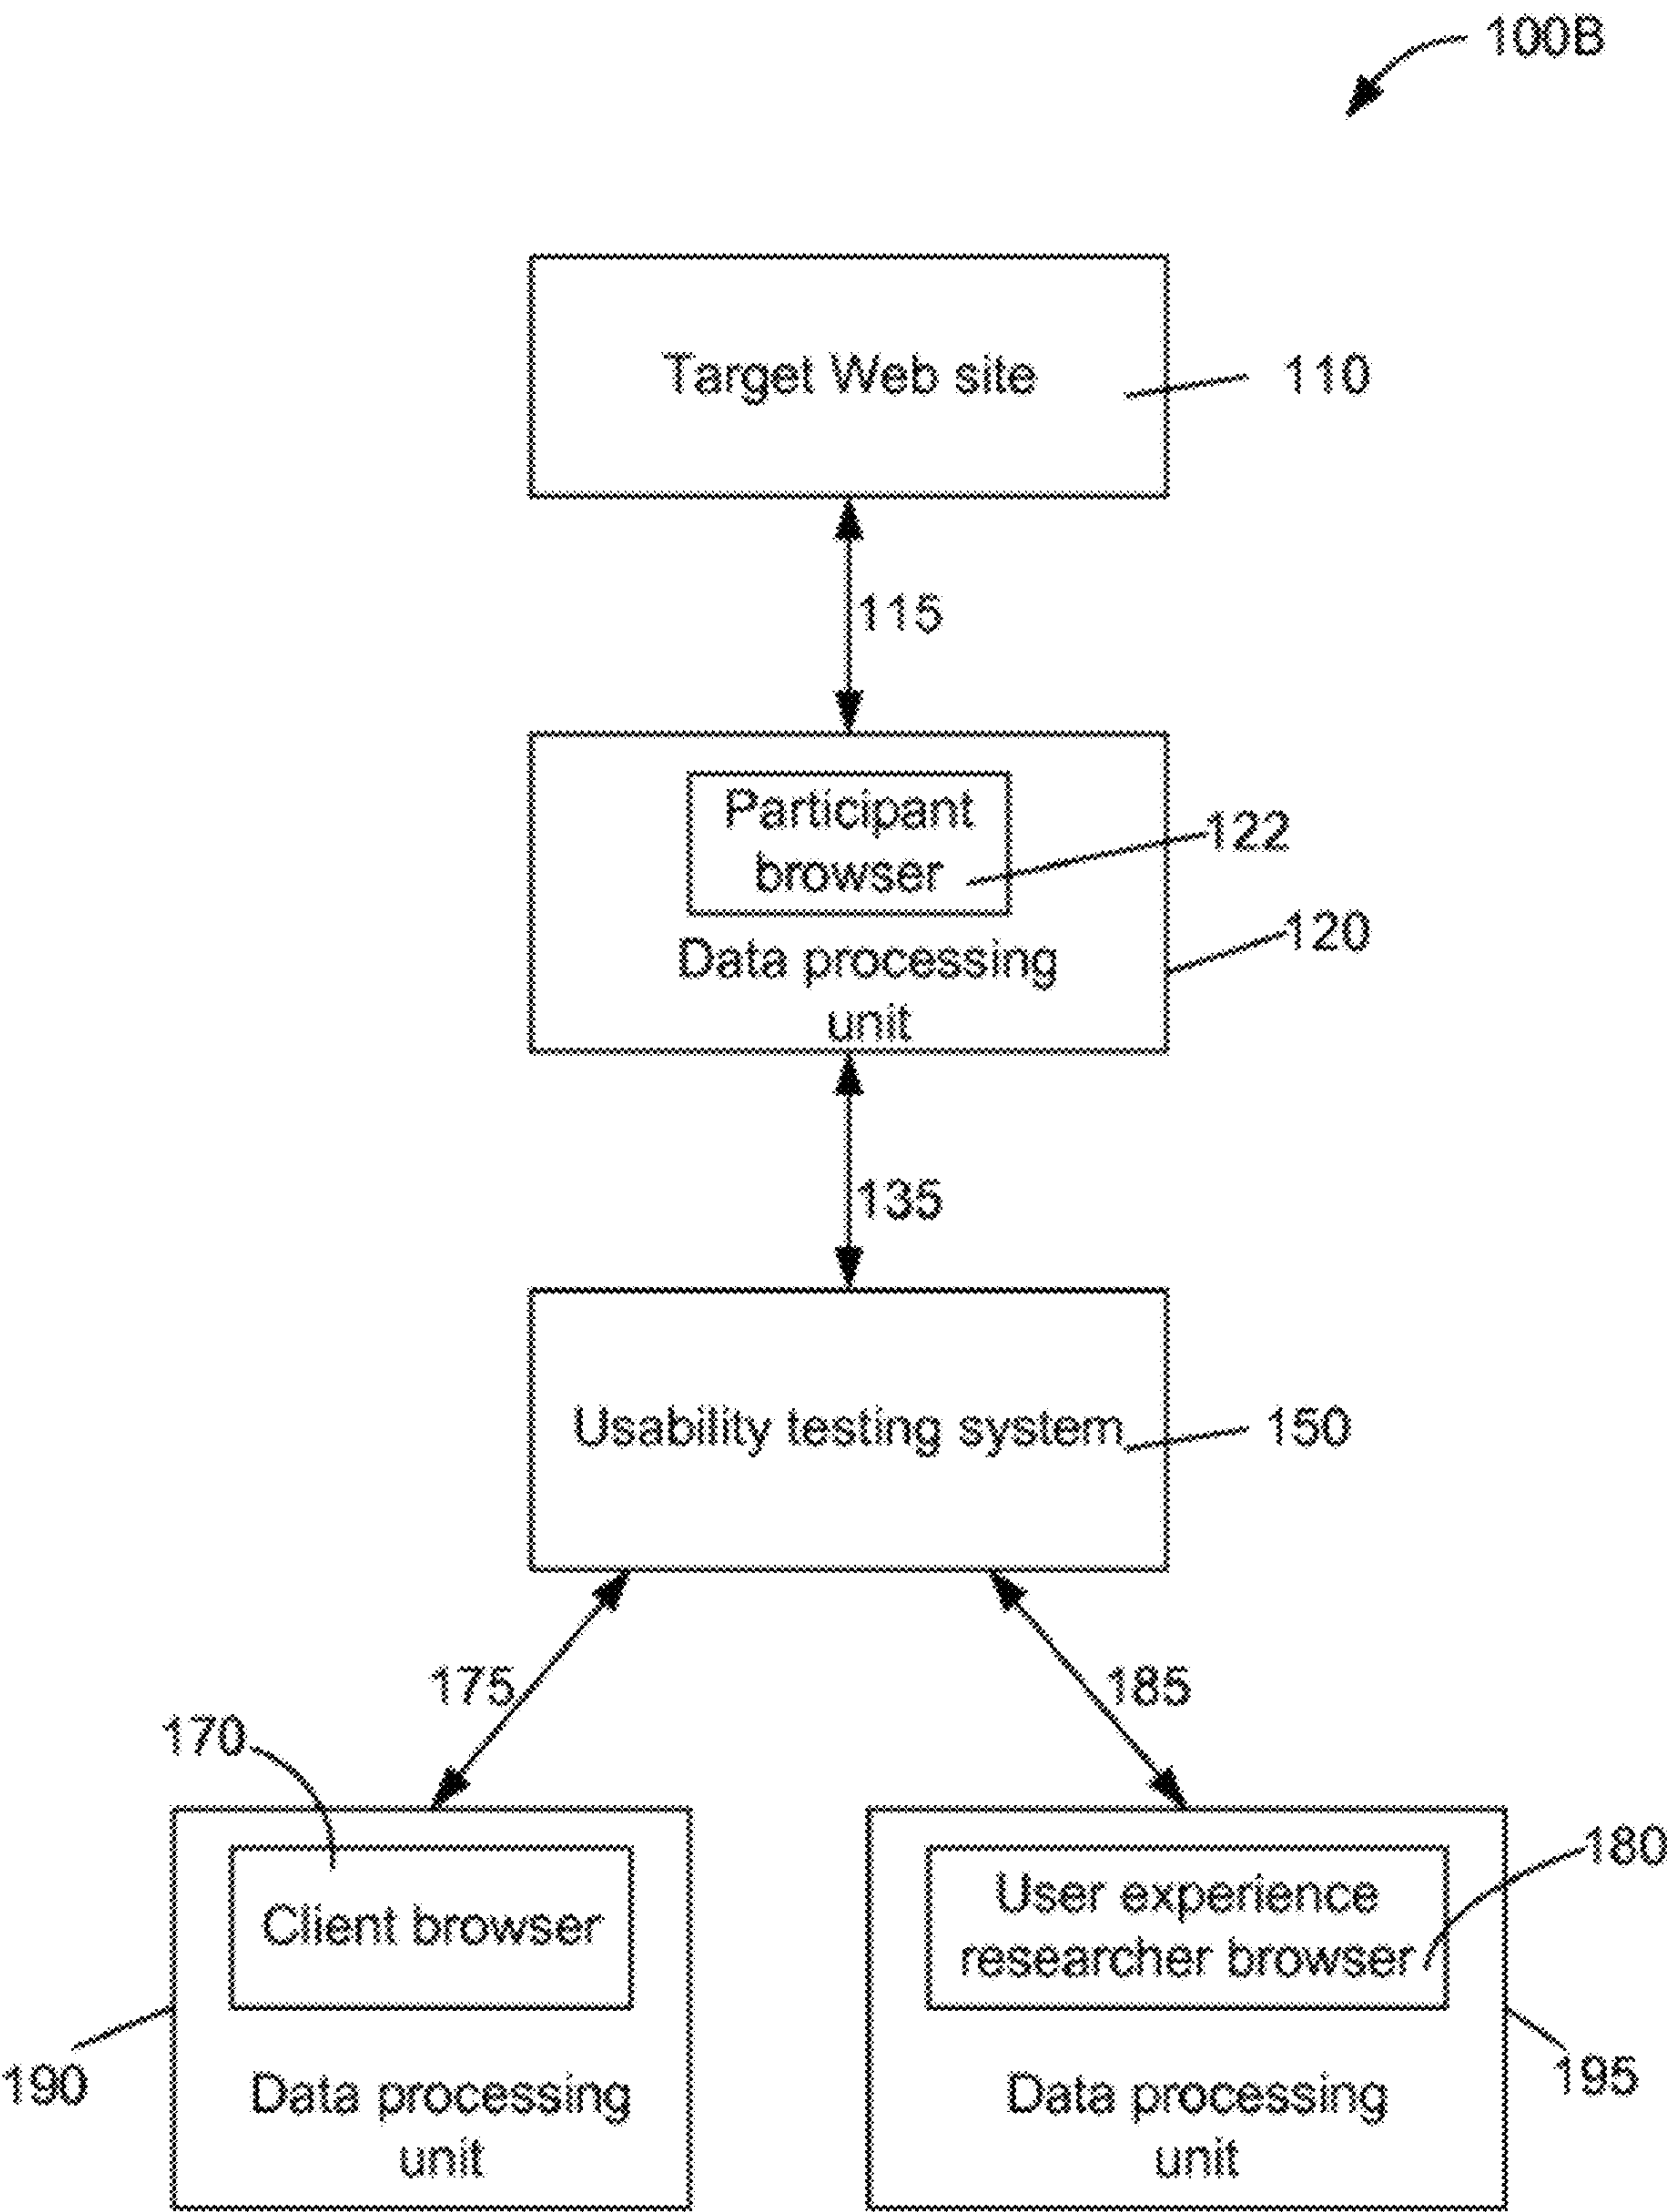 100B
Target Web site
110
115
Participant
browser
122
Data processing
unit
120
135
Usability testing system
150
175
185
170
Client browser
190
Data processing
unit
User experience
researcher browser
180
Data processing
unit
195